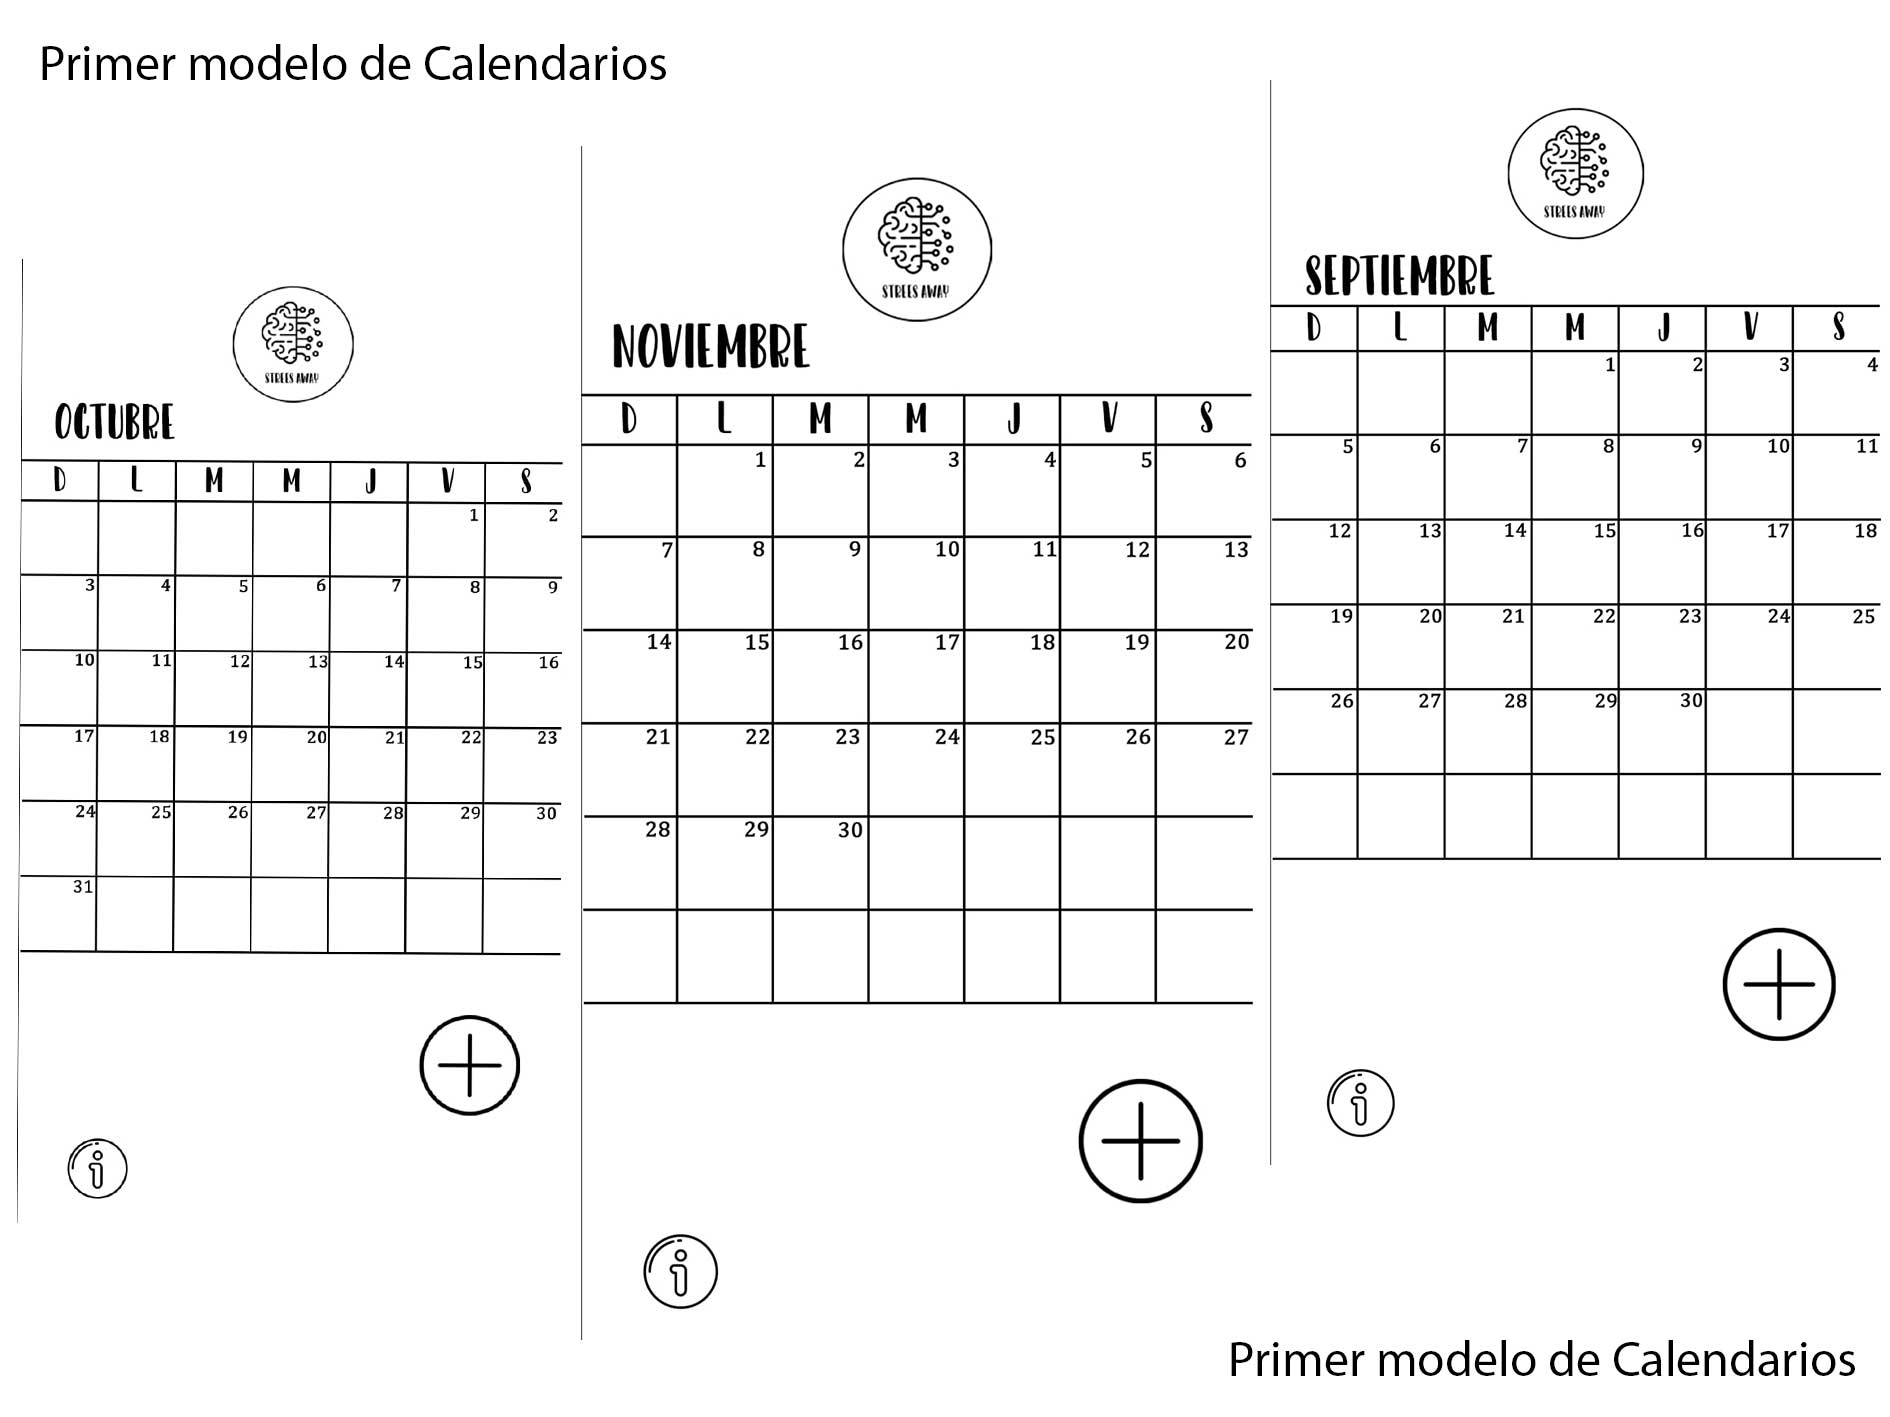 Primer modelo de Calendarios
STREES AWAY
OCTUBRE
D L M M J V S
1 2
3 4 5 6 7 8 9
10 11 12 13 14 15 16
17 18 19 20 21 22 23
24 25 26 27 28 29 30
31
STREES AWAY
NOVIEMBRE
D L M M J V S
1 2 3 4 5 6
7 8 9 10 11 12 13
14 15 16 17 18 19 20
21 22 23 24 25 26 27
28 29 30
STREES AWAY
SEPTIEMBRE
D L M M J V S
1 2 3 4
5 6 7 8 9 10 11
12 13 14 15 16 17 18
19 20 21 22 23 24 25
26 27 28 29 30
Primer modelo de Calendarios